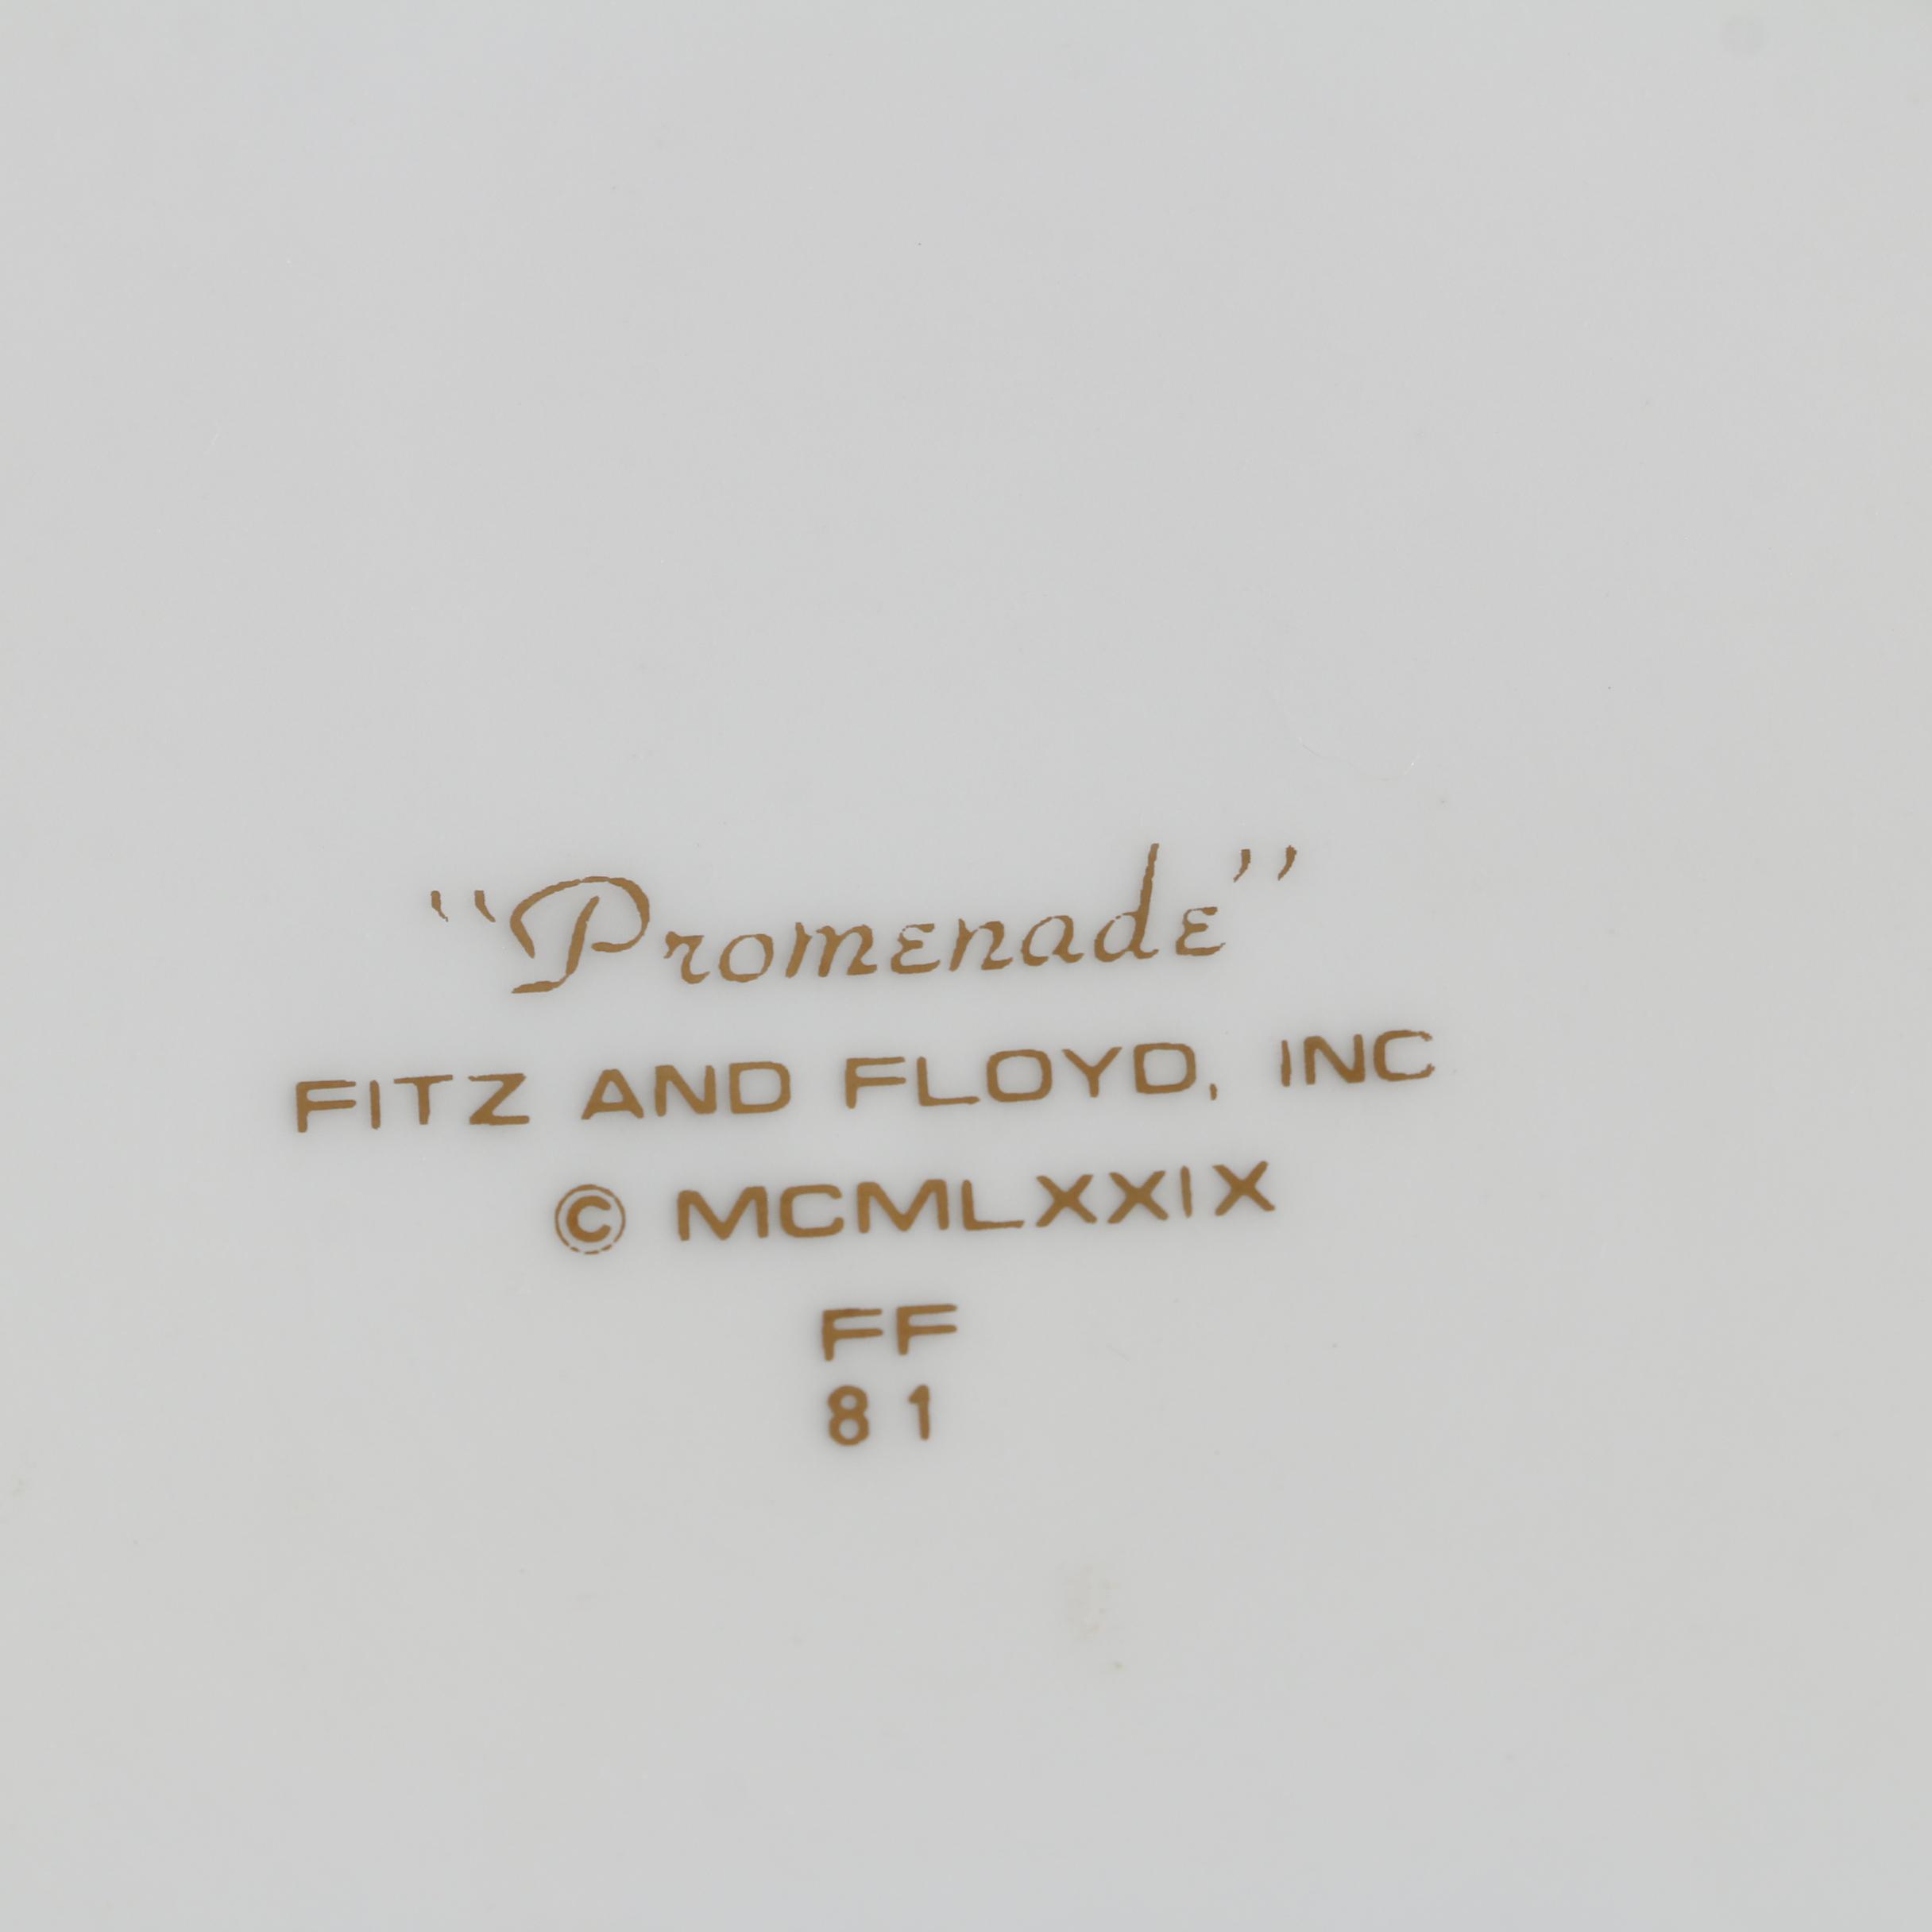 “Promenade”
FITZ AND FLOYD, INC
© MCMLXXIX
FF
81